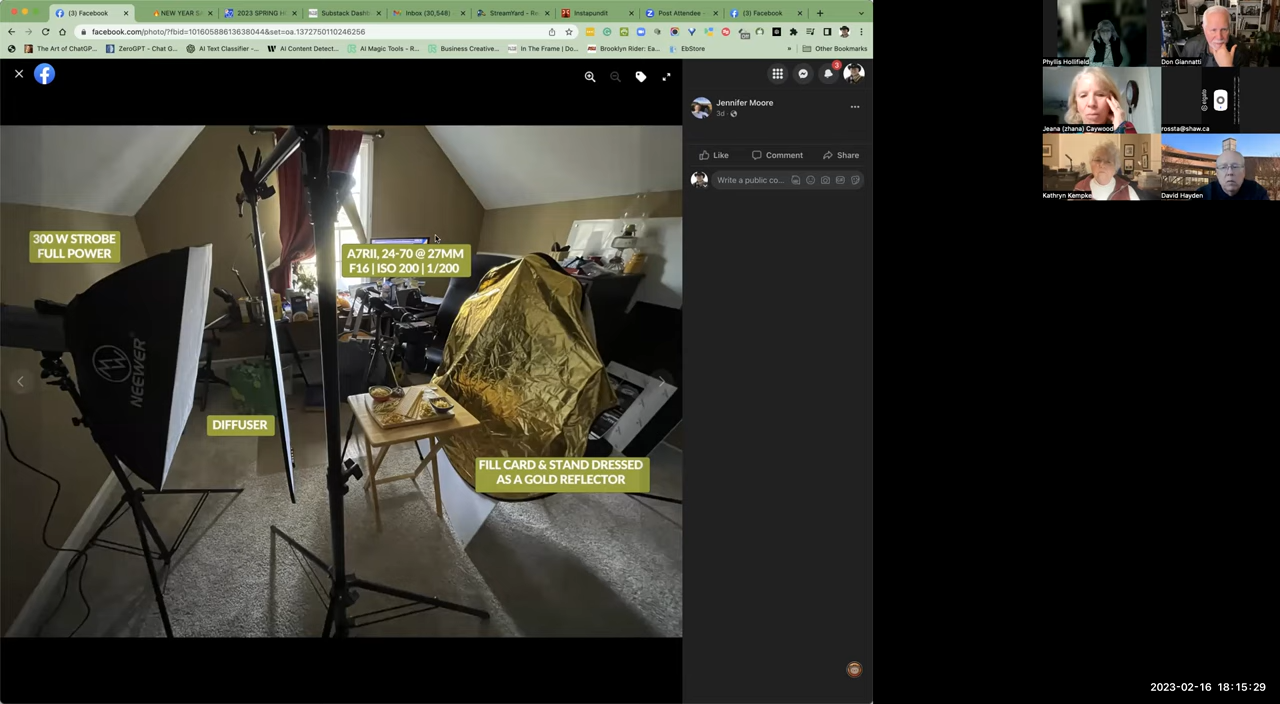 (3) Facebook
NEW YEAR S
2023 SPRING H
Substack Dashb
Inbox (30,548)
StreamYard - Re
Instapundit
Post Attendee -
(3) Facebook
facebook.com/photo/?fbid=10160588613638044&set=oa.1372750110246256
The Art of ChatGP...
ZeroGPT - Chat G...
AI Text Classifier -...
AI Content Detect...
AI Magic Tools - R...
Business Creative...
In The Frame | Do...
Brooklyn Rider: Ea...
EbStore
»
Other Bookmarks
3
Jennifer Moore
3d
Like
Comment
Share
Write a public co...
300 W STROBE
FULL POWER
A7RII, 24-70 @ 27MM
F16 | ISO 200 | 1/200
NEEWER
DIFFUSER
FILL CARD & STAND DRESSED
AS A GOLD REFLECTOR
Phyllis Hollifield
Don Giannatti
Jeana (zhana) Caywood
rossta@shaw.ca
elgato
Kathryn Kempke
David Hayden
2023-02-16 18:15:29